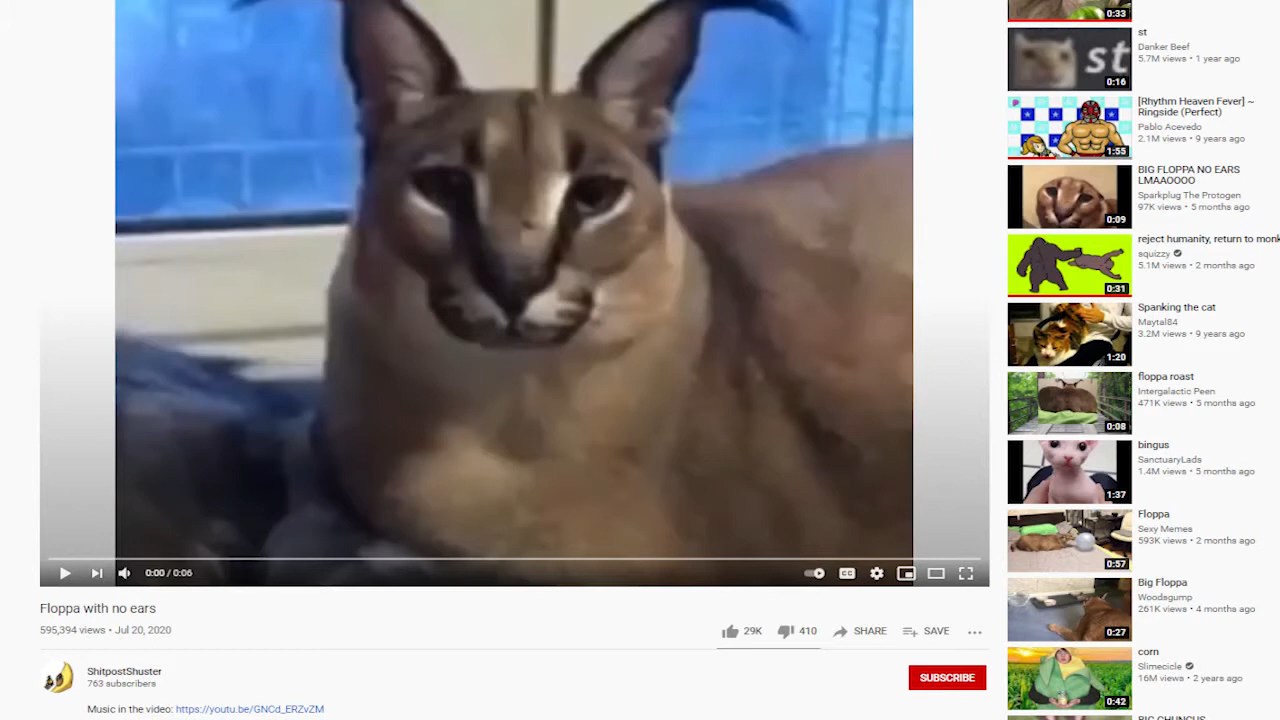 0:00 / 0:06
CC
Floppa with no ears
595,394 views • Jul 20, 2020
29K
410
SHARE
SAVE
ShitpostShuster
763 subscribers
SUBSCRIBE
Music in the video: https://youtu.be/GNCd_ERZvZM
0:33
st
0:16
st
Danker Beef
5.7M views • 1 year ago
1:55
[Rhythm Heaven Fever] ~
Ringside (Perfect)
Pablo Acevedo
2.1M views • 9 years ago
0:09
BIG FLOPPA NO EARS
LMAAOOOO
Sparkplug The Protogen
97K views • 5 months ago
0:31
reject humanity, return to monk
squizzy
5.1M views • 2 months ago
1:20
Spanking the cat
Maytal84
3.2M views • 9 years ago
0:08
floppa roast
Intergalactic Peen
471K views • 5 months ago
1:37
bingus
SanctuaryLads
1.4M views • 5 months ago
0:57
Floppa
Sexy Memes
593K views • 2 months ago
0:27
Big Floppa
Woodsgump
261K views • 4 months ago
0:42
corn
Slimecicle
16M views • 2 years ago
BIG CHUNGUS